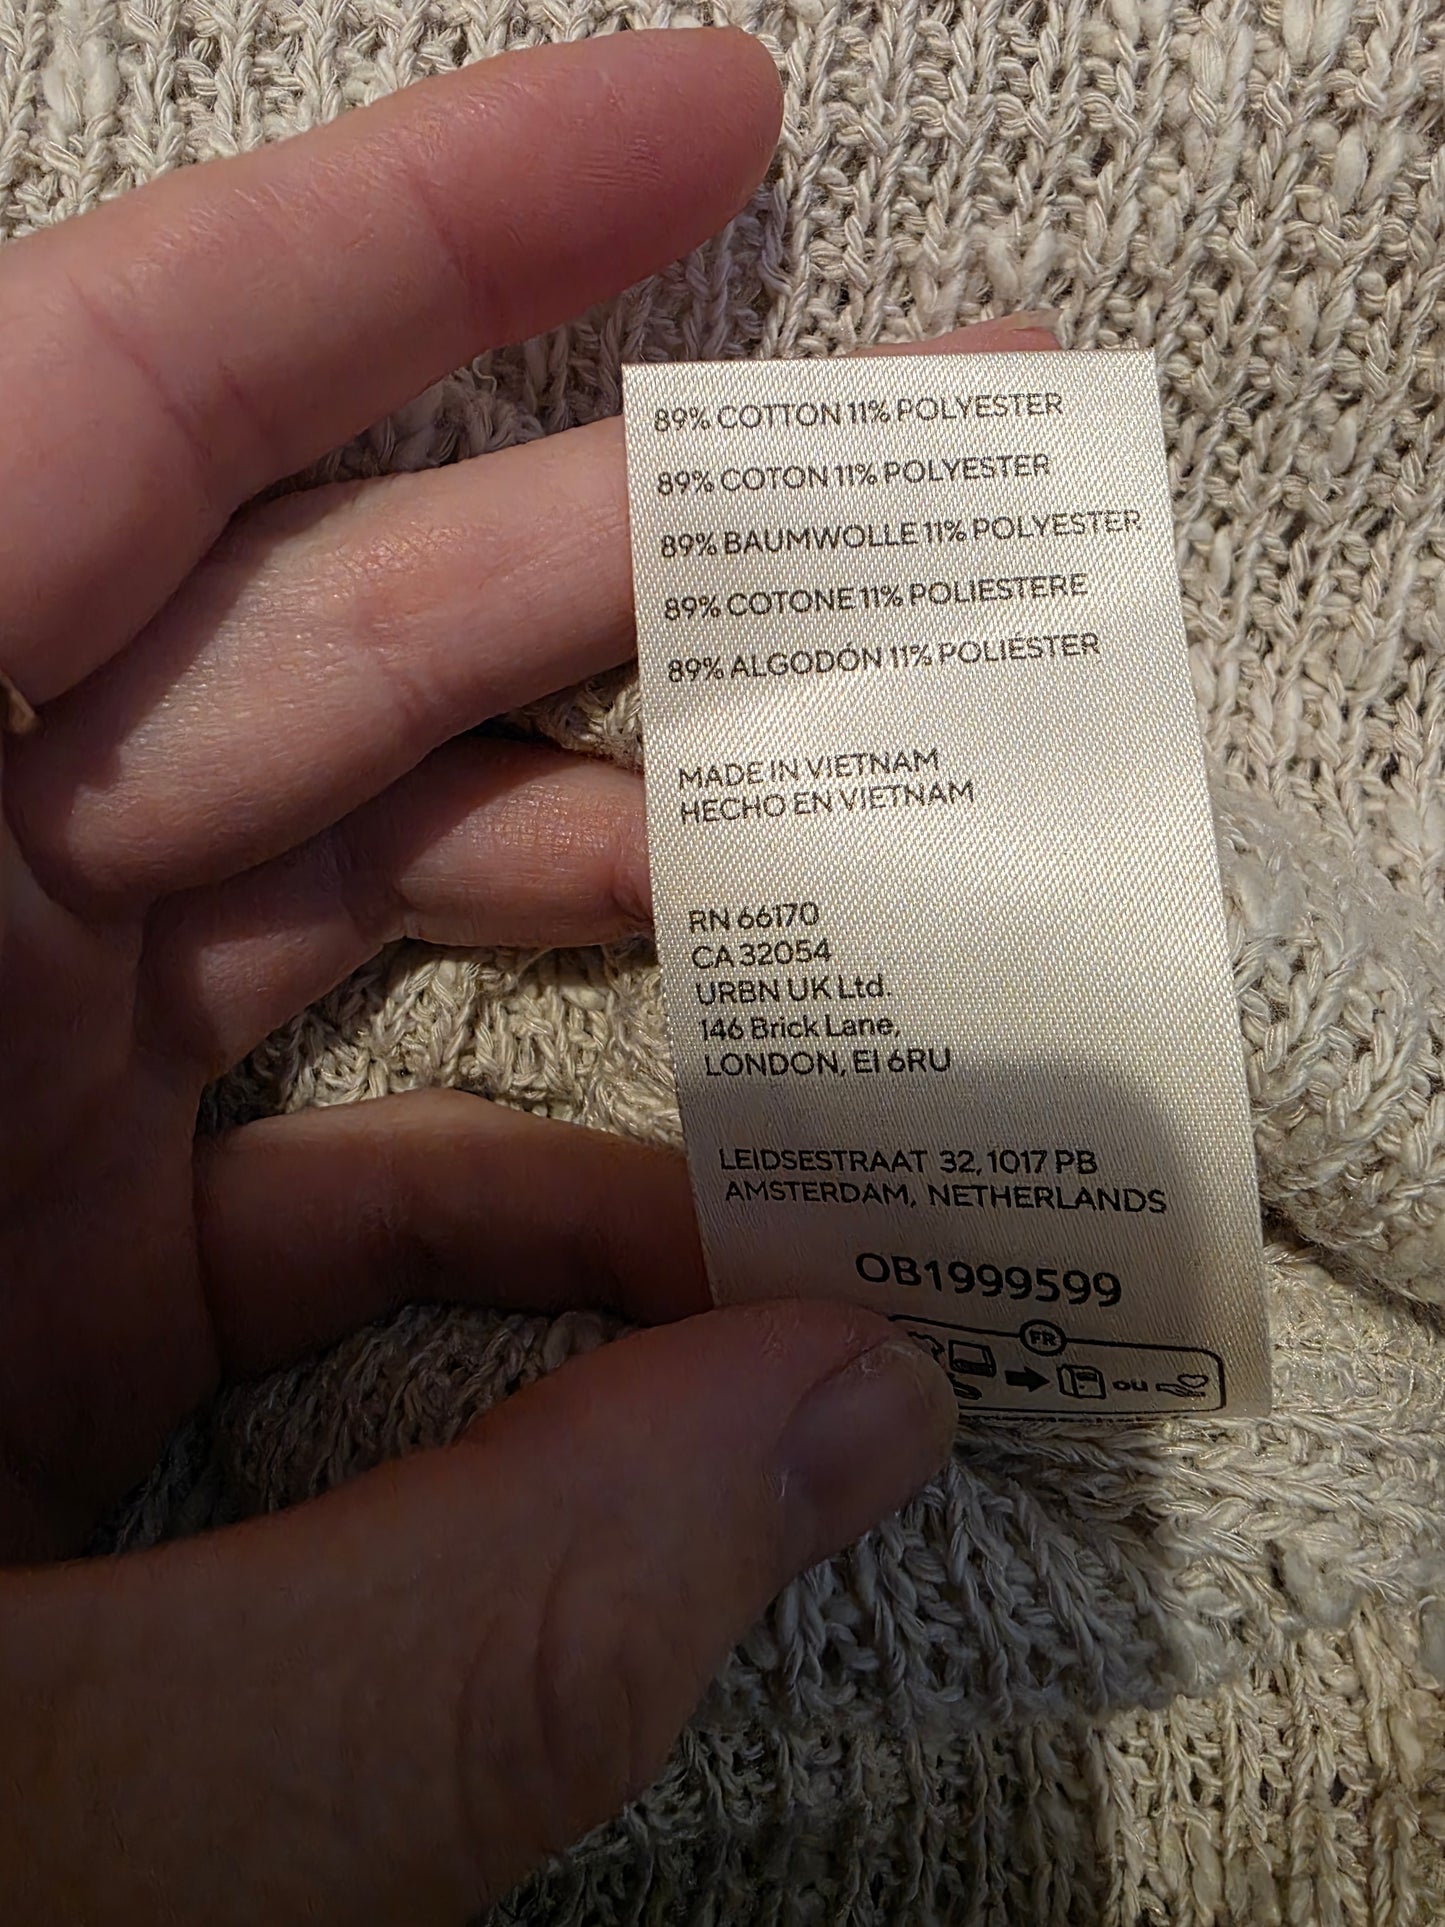 89% COTTON 11% POLYESTER
89% COTON 11% POLYESTER
89% BAUMWOLLE 11% POLYESTER
89% COTONE 11% POLIESTERE
89% ALGODÓN 11% POLIÉSTER
MADE IN VIETNAM
HECHO EN VIETNAM
RN 66170
CA 32054
URBN UK Ltd.
146 Brick Lane,
LONDON, E1 6RU
LEIDSESTRAAT 32, 1017 PB
AMSTERDAM, NETHERLANDS
OB1999599
FR
ou